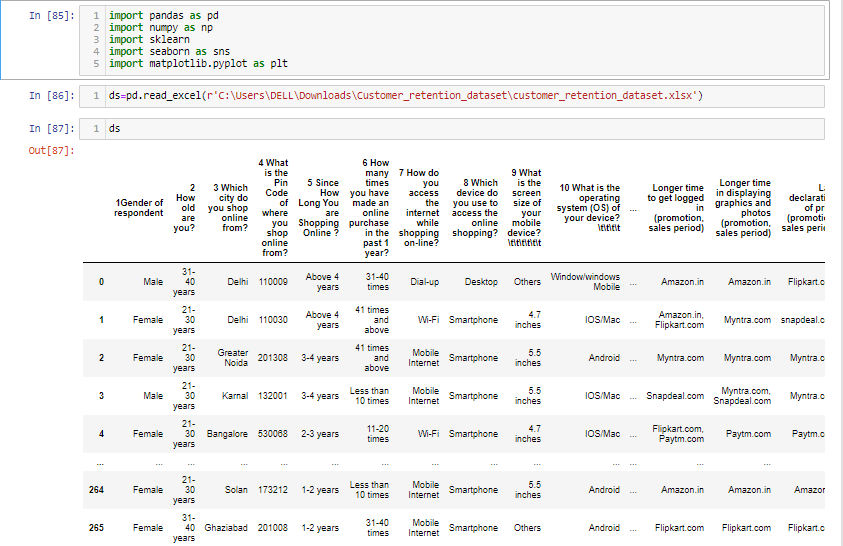 In [85]:
1 import pandas as pd
2 import numpy as np
3 import sklearn
4 import seaborn as sns
5 import matplotlib.pyplot as plt
In [86]:
1 ds=pd.read_excel(r'C:\Users\DELL\Downloads\Customer_retention_dataset\customer_retention_dataset.xlsx')
In [87]:
1 ds
Out[87]:
1Gender of
respondent
2
How
old
are
you?
3 Which
city do
you shop
online
from?
4 What
is the
Pin
Code
of
where
you
shop
online
from?
5 Since
How
Long You
are
Shopping
Online ?
6 How
many
times
you have
made an
online
purchase
in the
past 1
year?
7 How do
you
access
the
internet
while
shopping
on-line?
8 Which
device do
you use to
access the
online
shopping?
9 What
is the
screen
size of
your
mobile
device?
\t\t\t\t\t\t
10 What is the
operating
system (OS) of
your device?
\t\t\t\t
...
Longer time
to get logged
in
(promotion,
sales period)
Longer time
in displaying
graphics and
photos
(promotion,
sales period)
L
declarati
of pr
(promoti
sales peri
0 Male 31-
40
years Delhi 110009 Above 4
years 31-40
times Dial-up Desktop Others Window/windows
Mobile ... Amazon.in Amazon.in Flipkart.c
1 Female 21-
30
years Delhi 110030 Above 4
years 41 times
and
above Wi-Fi Smartphone 4.7
inches IOS/Mac ... Amazon.in,
Flipkart.com Myntra.com snapdeal.c
2 Female 21-
30
years Greater
Noida 201308 3-4 years 41 times
and
above Mobile
Internet Smartphone 5.5
inches Android ... Myntra.com Myntra.com Myntra.c
3 Male 21-
30
years Karnal 132001 3-4 years Less than
10 times Mobile
Internet Smartphone 5.5
inches IOS/Mac ... Snapdeal.com Myntra.com,
Snapdeal.com Myntra.c
4 Female 21-
30
years Bangalore 530068 2-3 years 11-20
times Wi-Fi Smartphone 4.7
inches IOS/Mac ... Flipkart.com,
Paytm.com Paytm.com Paytm.c
... ... ... ... ... ... ... ... ... ... ... ... ... ...
264 Female 21-
30
years Solan 173212 1-2 years Less than
10 times Mobile
Internet Smartphone 5.5
inches Android ... Amazon.in Amazon.in Amazor
265 Female 31-
40
years Ghaziabad 201008 1-2 years 31-40
times Mobile
Internet Smartphone Others Android ... Flipkart.com Flipkart.com Flipkart.c